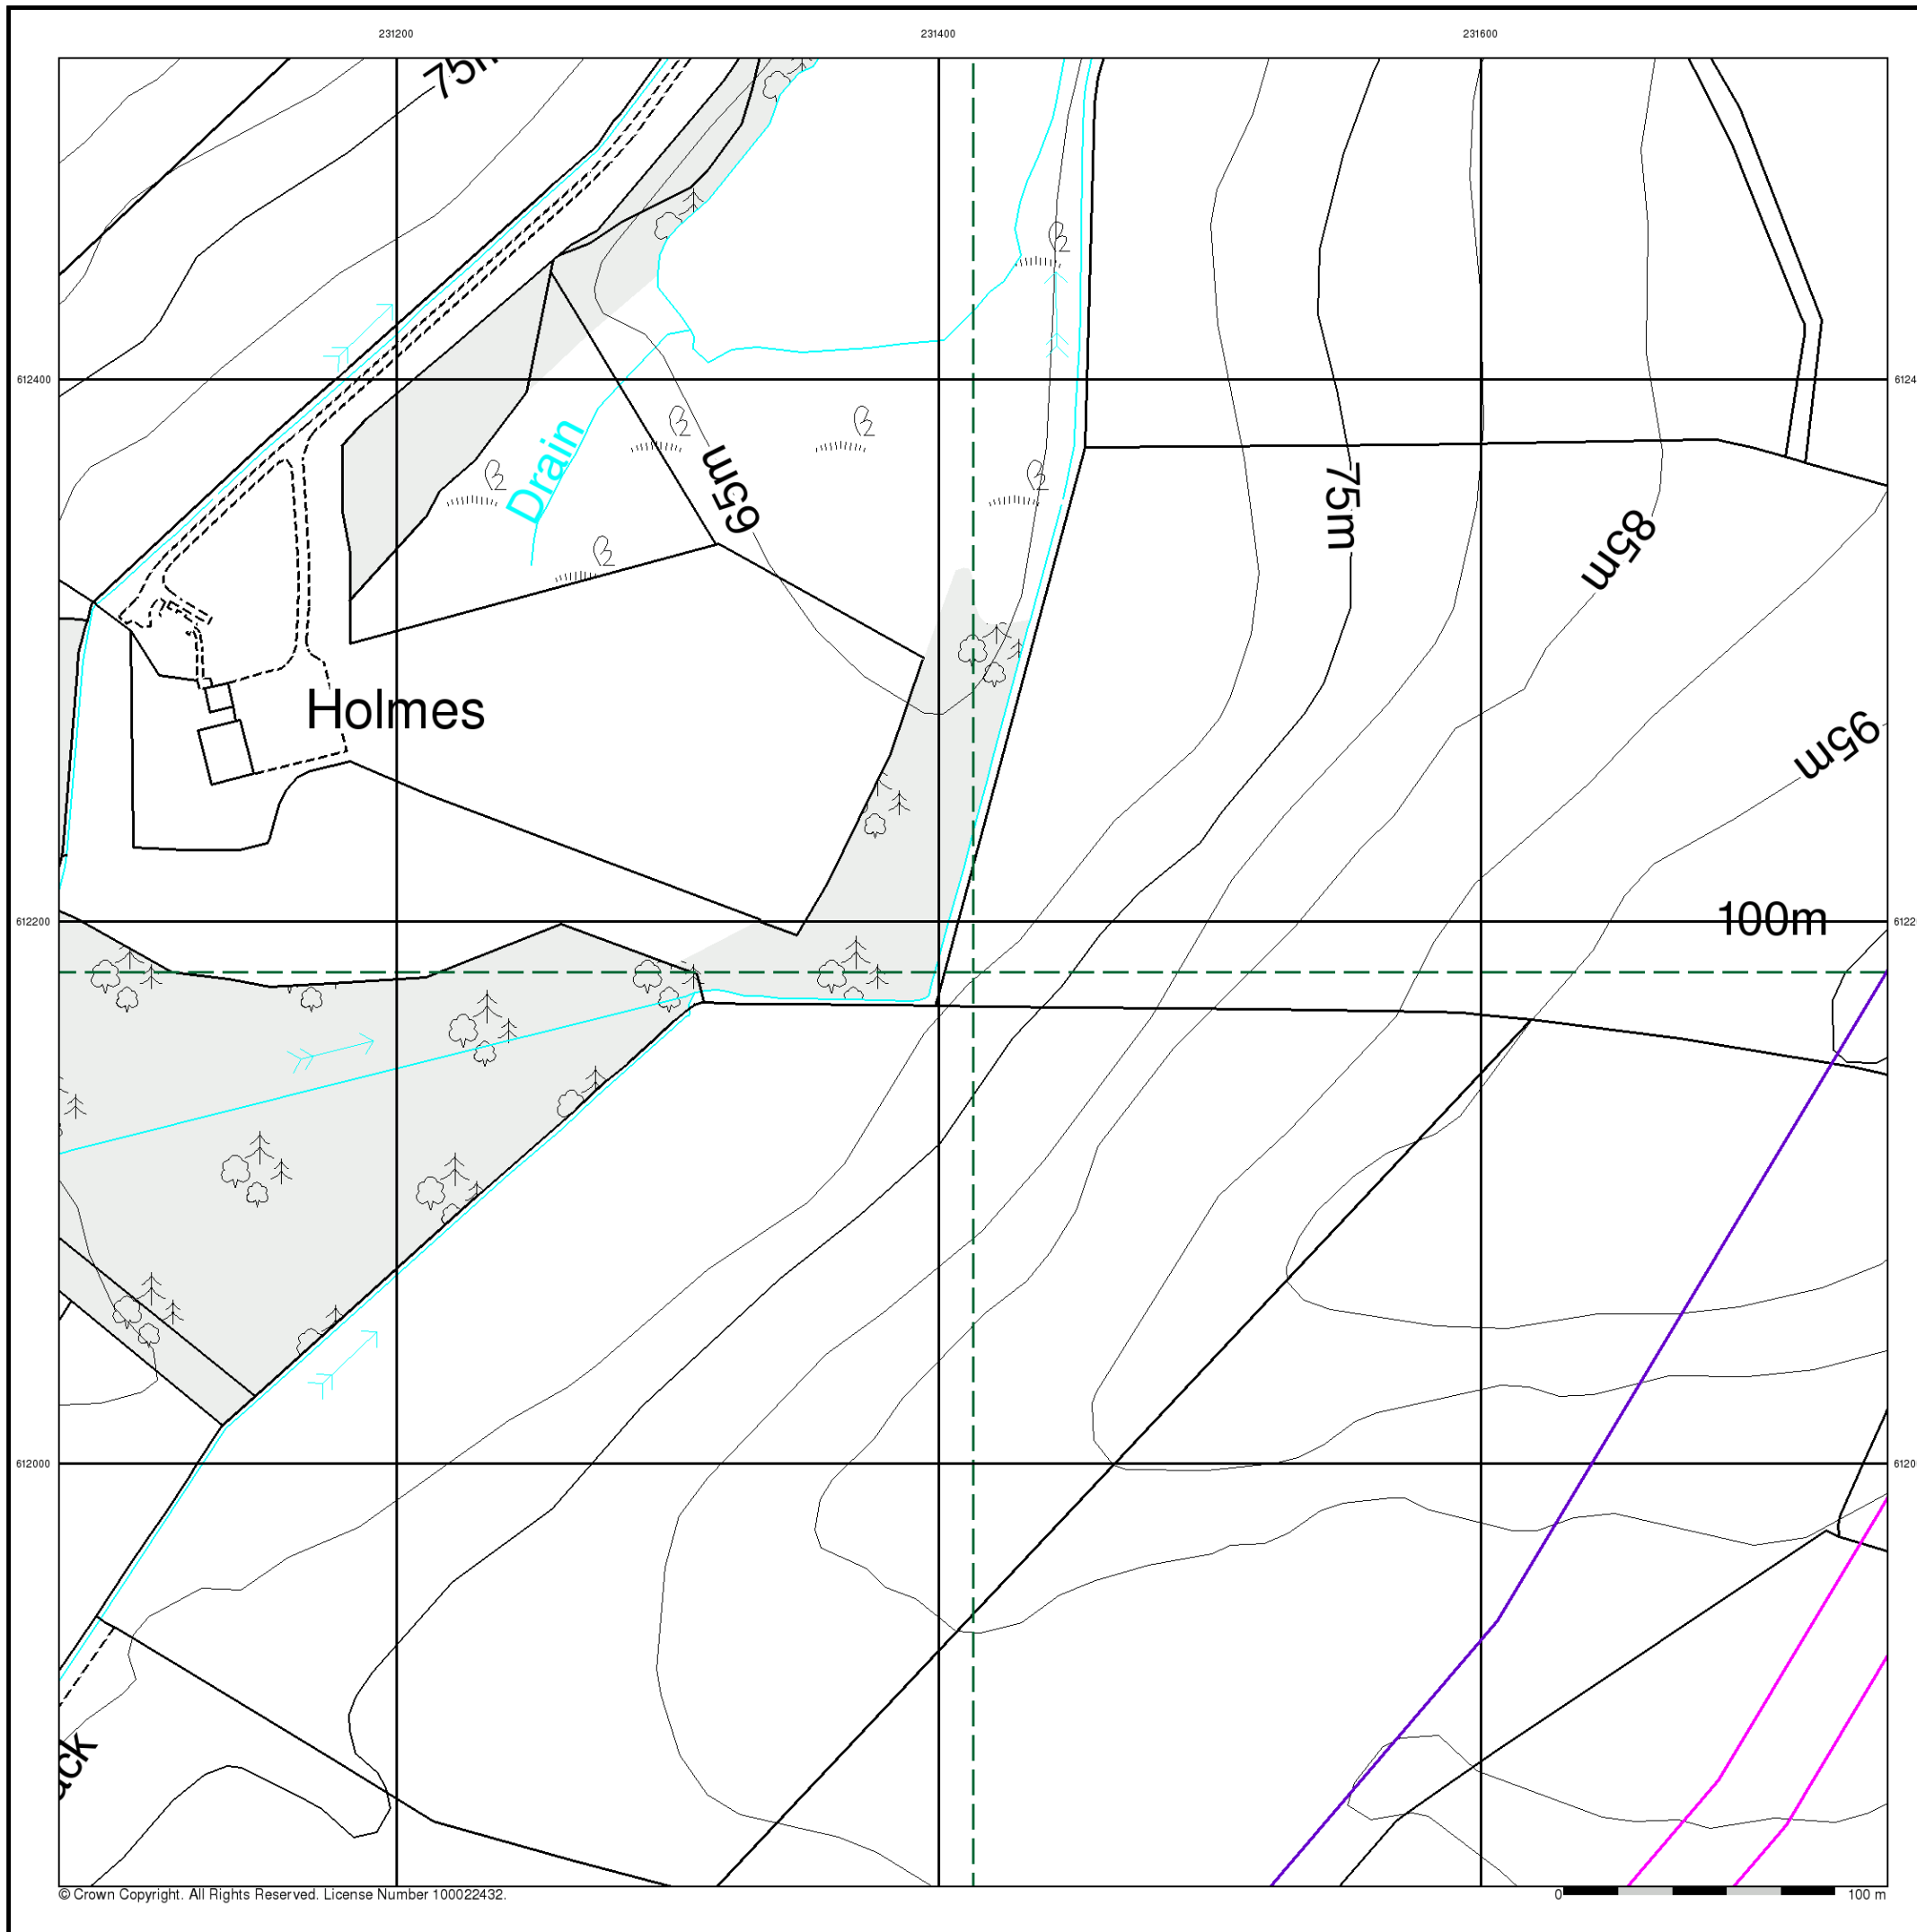 231200 231400 231600
75m
612400
Drain
65m
75m
85m
Holmes
95m
612200
100m
612000
© Crown Copyright. All Rights Reserved. License Number 100022432.
0 100 m